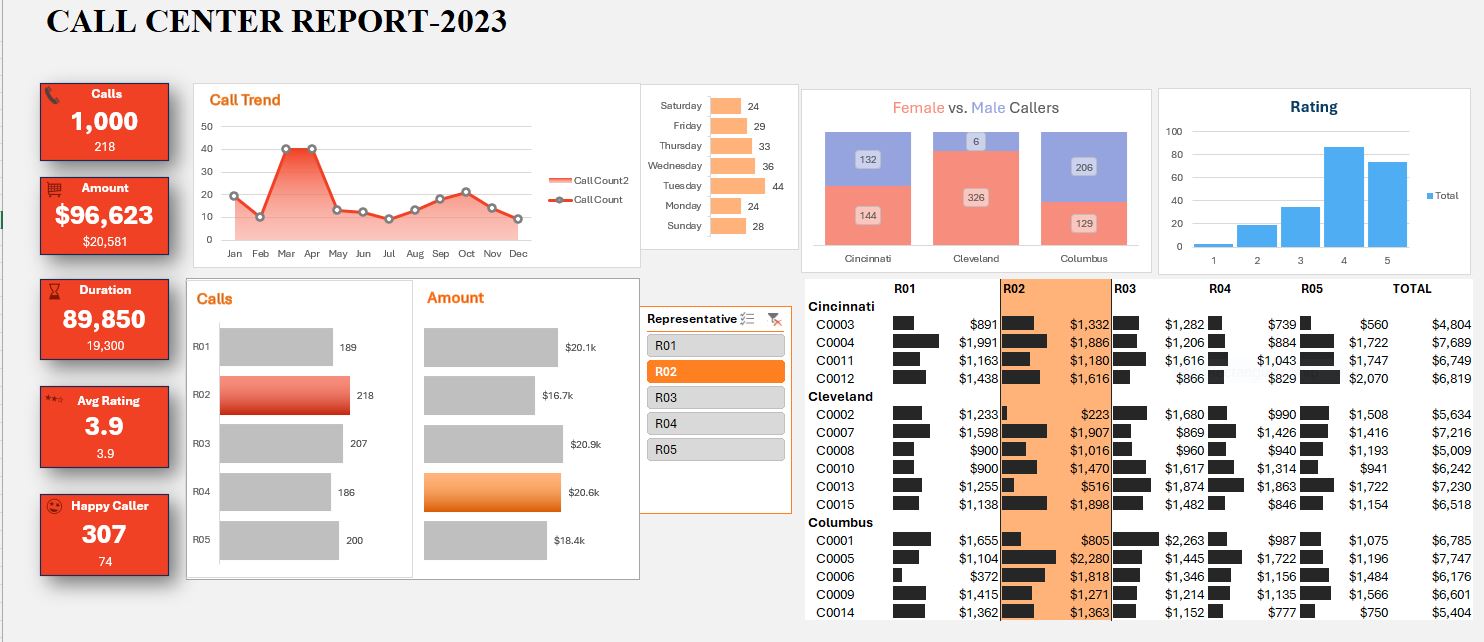 CALL CENTER REPORT-2023
Calls
1,000
218
Amount
$96,623
$20,581
Duration
89,850
19,300
Avg Rating
3.9
3.9
Happy Caller
307
74
Call Trend
50
40
30
20
10
0
Jan Feb Mar Apr May Jun Jul Aug Sep Oct Nov Dec
Call Count2
Call Count
Saturday 24
Friday 29
Thursday 33
Wednesday 36
Tuesday 44
Monday 24
Sunday 28
Female vs. Male Callers
132 6 206
144 326 129
Cincinnati Cleveland Columbus
Rating
100
80
60
40
20
0
1 2 3 4 5
Total
Calls
R01 189
R02 218
R03 207
R04 186
R05 200
Amount
$20.1k
$16.7k
$20.9k
$20.6k
$18.4k
Representative
R01
R02
R03
R04
R05
R01 R02 R03 R04 R05 TOTAL
Cincinnati
C0003 $891 $1,332 $1,282 $739 $560 $4,804
C0004 $1,991 $1,886 $1,206 $884 $1,722 $7,689
C0011 $1,163 $1,180 $1,616 $1,043 $1,747 $6,749
C0012 $1,438 $1,616 $866 $829 $2,070 $6,819
Cleveland
C0002 $1,233 $223 $1,680 $990 $1,508 $5,634
C0007 $1,598 $1,907 $869 $1,426 $1,416 $7,216
C0008 $900 $1,016 $960 $940 $1,193 $5,009
C0010 $900 $1,470 $1,617 $1,314 $941 $6,242
C0013 $1,255 $516 $1,874 $1,863 $1,722 $7,230
C0015 $1,138 $1,898 $1,482 $846 $1,154 $6,518
Columbus
C0001 $1,655 $805 $2,263 $987 $1,075 $6,785
C0005 $1,104 $2,280 $1,445 $1,722 $1,196 $7,747
C0006 $372 $1,818 $1,346 $1,156 $1,484 $6,176
C0009 $1,415 $1,271 $1,214 $1,135 $1,566 $6,601
C0014 $1,362 $1,363 $1,152 $777 $750 $5,404